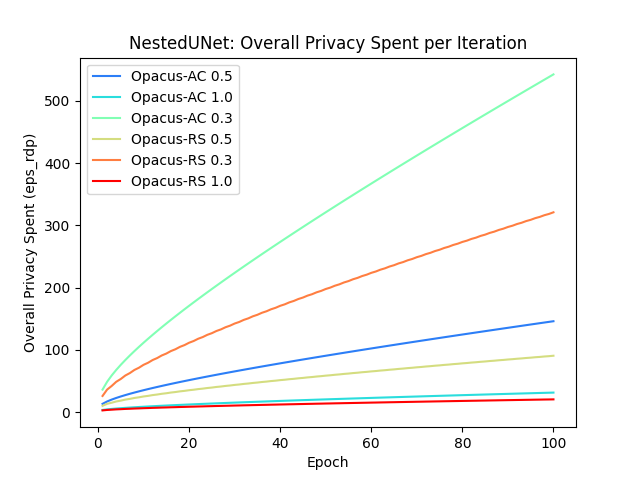 NestedUNet: Overall Privacy Spent per Iteration
Opacus-AC 0.5
Opacus-AC 1.0
Opacus-AC 0.3
Opacus-RS 0.5
Opacus-RS 0.3
Opacus-RS 1.0
Overall Privacy Spent (eps_rdp)
500
400
300
200
100
0
0 20 40 60 80 100
Epoch